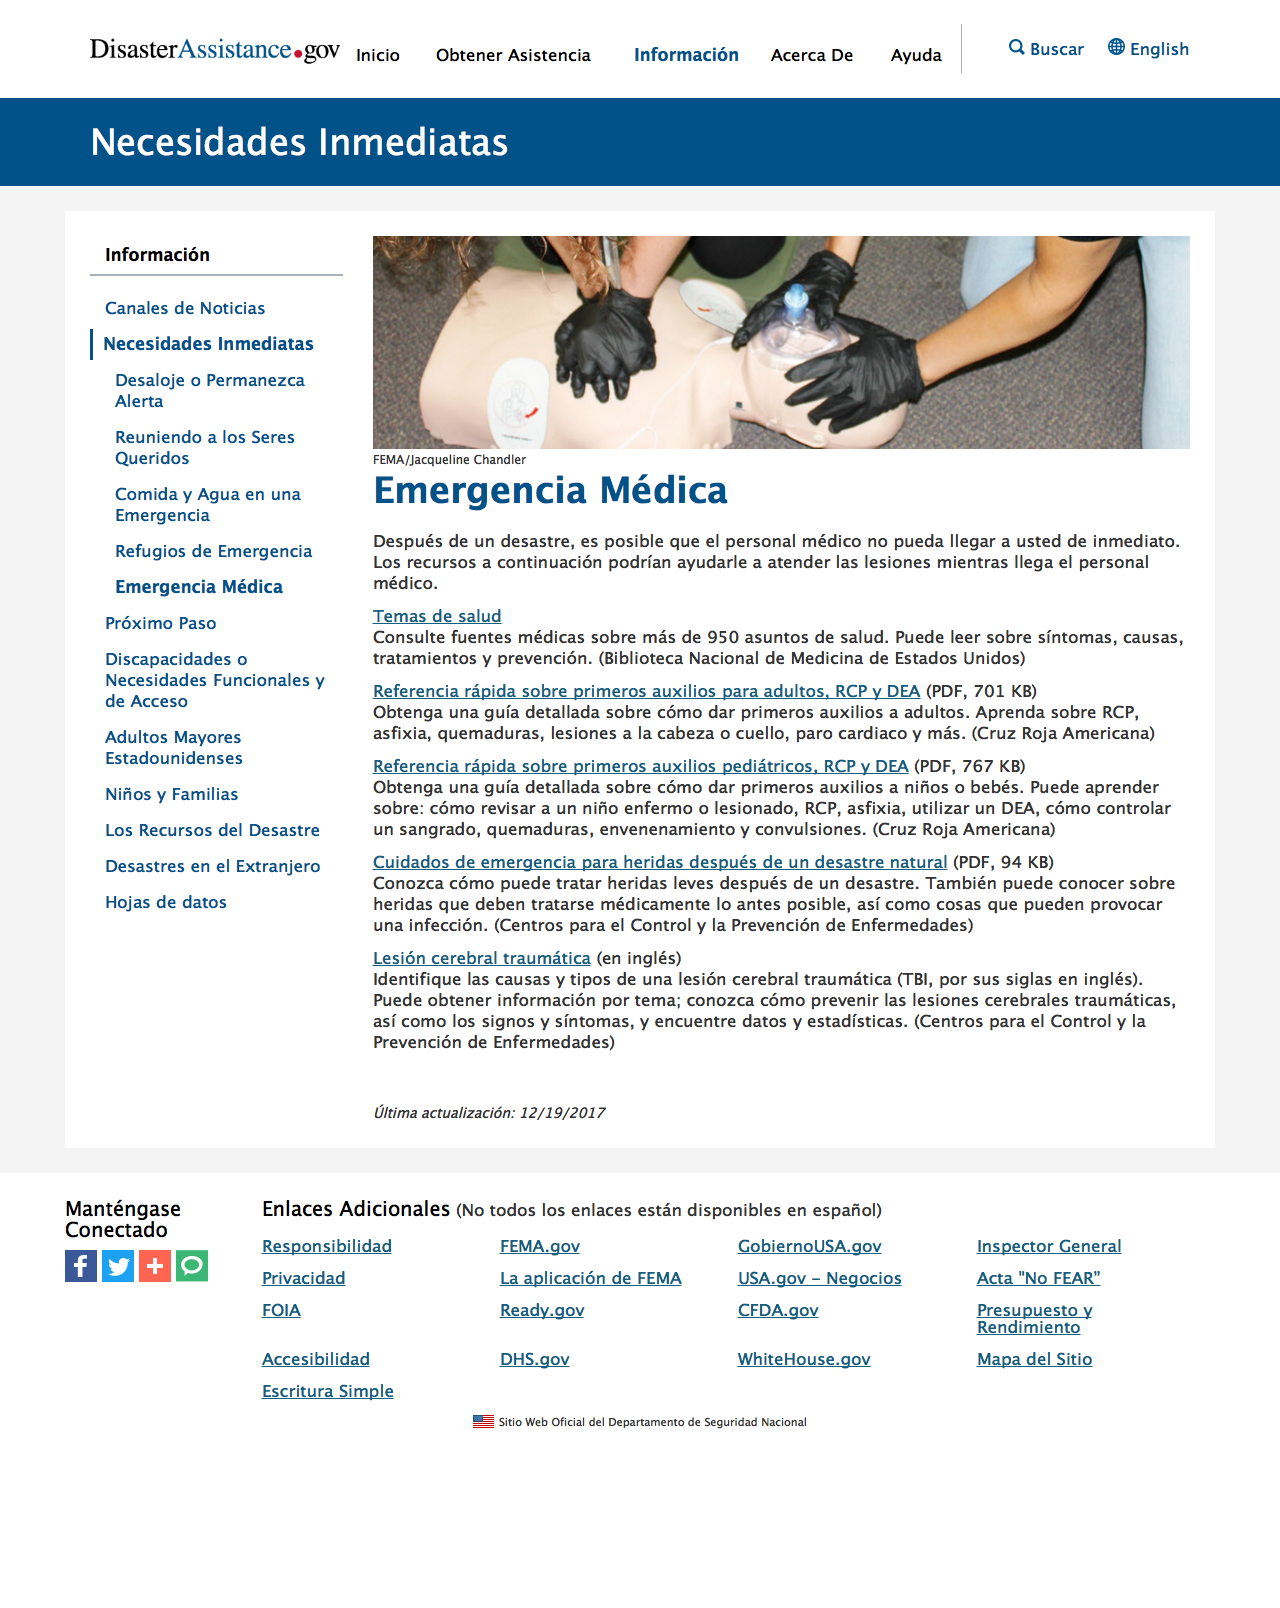 DisasterAssistance.gov
Inicio
Obtener Asistencia
Información
Acerca De
Ayuda
Buscar
English
Necesidades Inmediatas
Información
Canales de Noticias
Necesidades Inmediatas
Desaloje o Permanezca
Alerta
Reuniendo a los Seres
Queridos
Comida y Agua en una
Emergencia
Refugios de Emergencia
Emergencia Médica
Próximo Paso
Discapacidades o
Necesidades Funcionales y
de Acceso
Adultos Mayores
Estadounidenses
Niños y Familias
Los Recursos del Desastre
Desastres en el Extranjero
Hojas de datos
FEMA/Jacqueline Chandler
Emergencia Médica
Después de un desastre, es posible que el personal médico no pueda llegar a usted de inmediato.
Los recursos a continuación podrían ayudarle a atender las lesiones mientras llega el personal
médico.
Temas de salud
Consulte fuentes médicas sobre más de 950 asuntos de salud. Puede leer sobre síntomas, causas,
tratamientos y prevención. (Biblioteca Nacional de Medicina de Estados Unidos)
Referencia rápida sobre primeros auxilios para adultos, RCP y DEA (PDF, 701 KB)
Obtenga una guía detallada sobre cómo dar primeros auxilios a adultos. Aprenda sobre RCP,
asfixia, quemaduras, lesiones a la cabeza o cuello, paro cardiaco y más. (Cruz Roja Americana)
Referencia rápida sobre primeros auxilios pediátricos, RCP y DEA (PDF, 767 KB)
Obtenga una guía detallada sobre cómo dar primeros auxilios a niños o bebés. Puede aprender
sobre: cómo revisar a un niño enfermo o lesionado, RCP, asfixia, utilizar un DEA, cómo controlar
un sangrado, quemaduras, envenenamiento y convulsiones. (Cruz Roja Americana)
Cuidados de emergencia para heridas después de un desastre natural (PDF, 94 KB)
Conozca cómo puede tratar heridas leves después de un desastre. También puede conocer sobre
heridas que deben tratarse médicamente lo antes posible, así como cosas que pueden provocar
una infección. (Centros para el Control y la Prevención de Enfermedades)
Lesión cerebral traumática (en inglés)
Identifique las causas y tipos de una lesión cerebral traumática (TBI, por sus siglas en inglés).
Puede obtener información por tema; conozca cómo prevenir las lesiones cerebrales traumáticas,
así como los signos y síntomas, y encuentre datos y estadísticas. (Centros para el Control y la
Prevención de Enfermedades)
Última actualización: 12/19/2017
Manténgase
Conectado
Enlaces Adicionales (No todos los enlaces están disponibles en español)
Responsibilidad
FEMA.gov
GobiernoUSA.gov
Inspector General
Privacidad
La aplicación de FEMA
USA.gov – Negocios
Acta "No FEAR”
FOIA
Ready.gov
CFDA.gov
Presupuesto y
Rendimiento
Accesibilidad
DHS.gov
WhiteHouse.gov
Mapa del Sitio
Escritura Simple
Sitio Web Oficial del Departamento de Seguridad Nacional